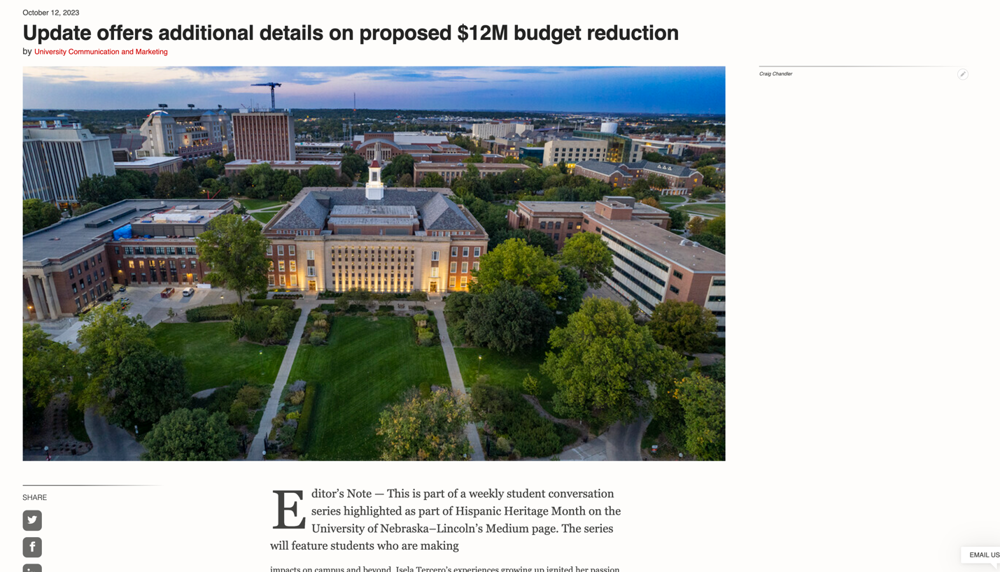 October 12, 2023
Update offers additional details on proposed $12M budget reduction
by University Communication and Marketing
Craig Chandler
SHARE
Editor’s Note — This is part of a weekly student conversation
series highlighted as part of Hispanic Heritage Month on the
University of Nebraska–Lincoln’s Medium page. The series
will feature students who are making
impacts on campus and beyond. Isela Tercero’s experiences growing up ignited her passion
EMAIL US